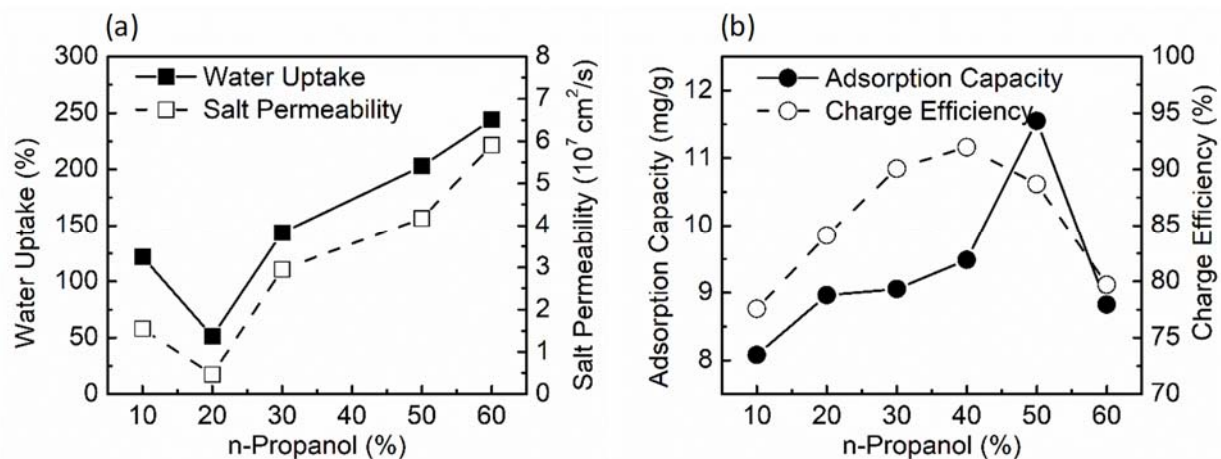 (a)
300
250
200
150
100
50
0
Water Uptake (%)
Water Uptake
Salt Permeability
8
7
6
5
4
3
2
1
0
Salt Permeability (10⁷ cm²/s)
10 20 30 40 50 60
n-Propanol (%)
(b)
12
11
10
9
8
Adsorption Capacity (mg/g)
Adsorption Capacity
Charge Efficiency
100
95
90
85
80
75
70
Charge Efficiency (%)
10 20 30 40 50 60
n-Propanol (%)